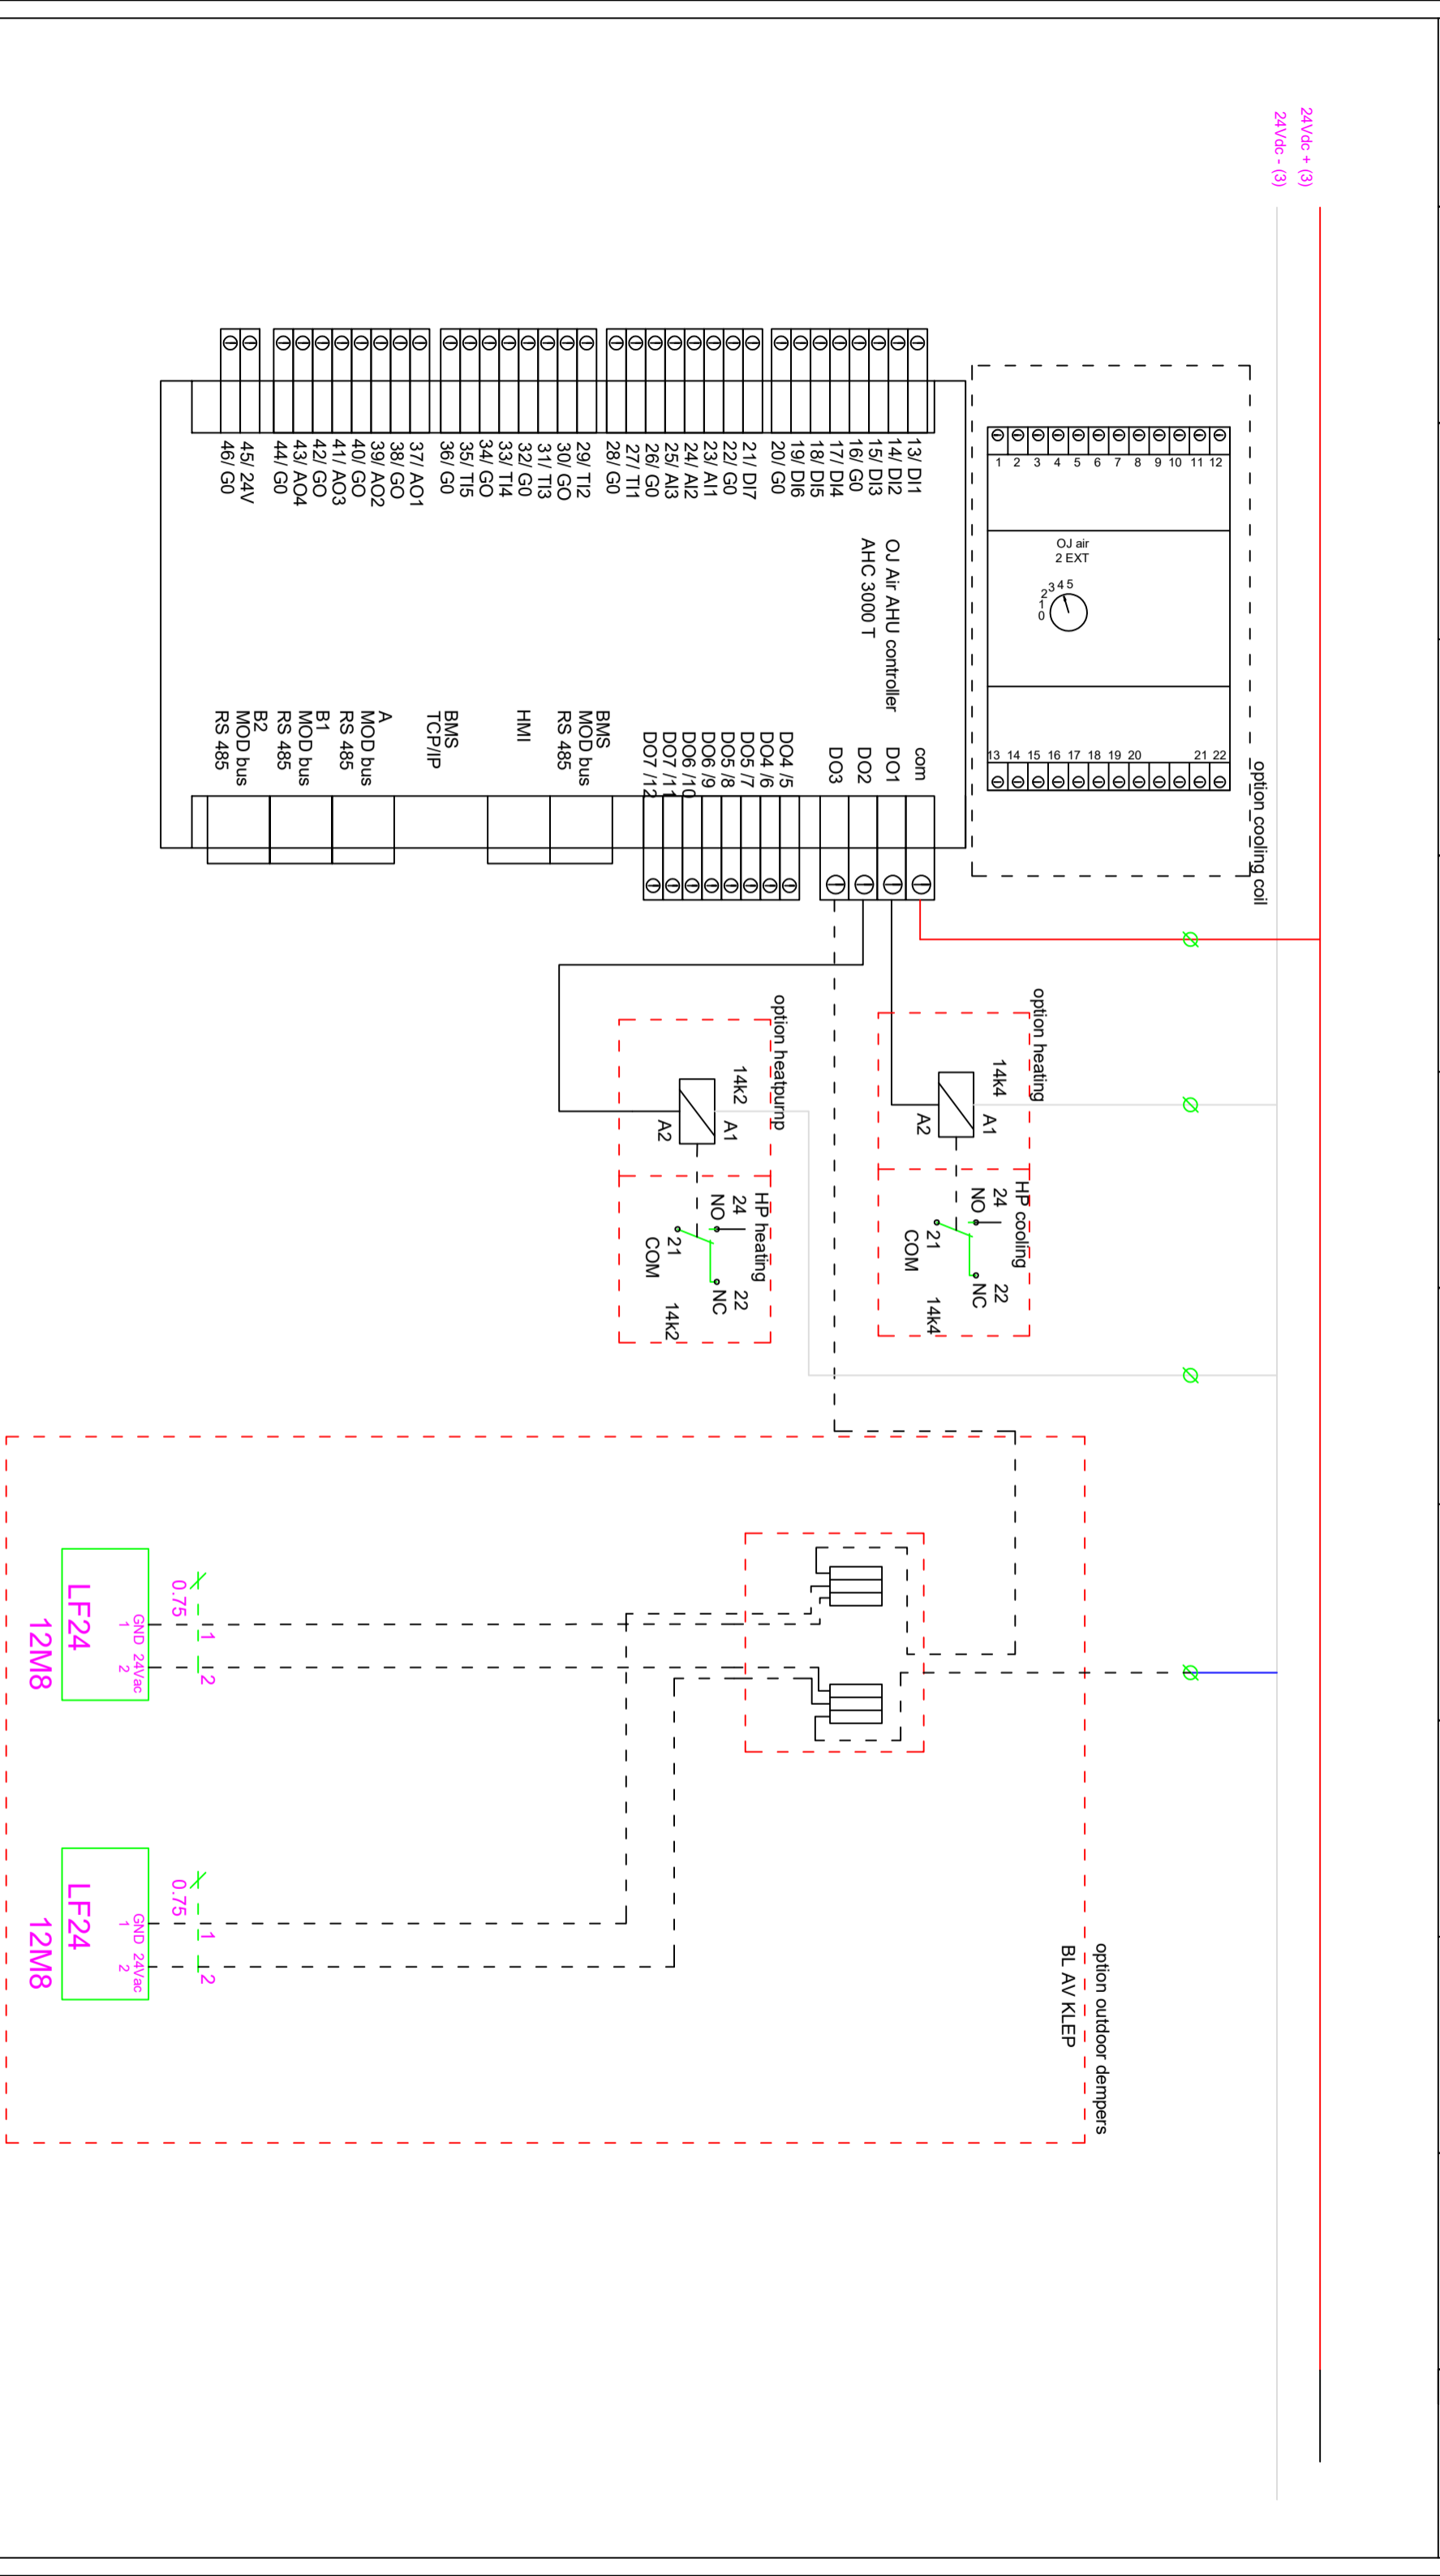 24Vdc + (3)
24Vdc - (3)
option cooling coil
1 2 3 4 5 6 7 8 9 10 11 12
OJ air
2 EXT
0 1 2 3 4 5
13 14 15 16 17 18 19 20 21 22
OJ Air AHU controller
AHC 3000 T
13/ DI1
14/ DI2
15/ DI3
16/ G0
17/ DI4
18/ DI5
19/ DI6
20/ G0
21/ DI7
22/ G0
23/ AI1
24/ AI2
25/ AI3
26/ G0
27/ TI1
28/ G0
29/ TI2
30/ GO
31/ TI3
32/ G0
33/ TI4
34/ GO
35/ TI5
36/ G0
37/ AO1
38/ GO
39/ AO2
40/ GO
41/ AO3
42/ GO
43/ AO4
44/ G0
45/ 24V
46/ G0
com
DO1
DO2
DO3
DO4 /5
DO4 /6
DO5 /7
DO5 /8
DO6 /9
DO6 /10
DO7 /11
DO7 /12
BMS
MOD bus
RS 485
HMI
BMS
TCP/IP
A
MOD bus
RS 485
B1
MOD bus
RS 485
B2
MOD bus
RS 485
option heating
14k4
A1
A2
HP cooling
24
NO
21
COM
22
NC
14k4
option heatpump
14k2
A1
A2
HP heating
24
NO
21
COM
22
NC
14k2
option outdoor dempers
BL AV KLEP
0.75
1
2
GND 24Vac
1 2
LF24
12M8
0.75
1
2
GND 24Vac
1 2
LF24
12M8